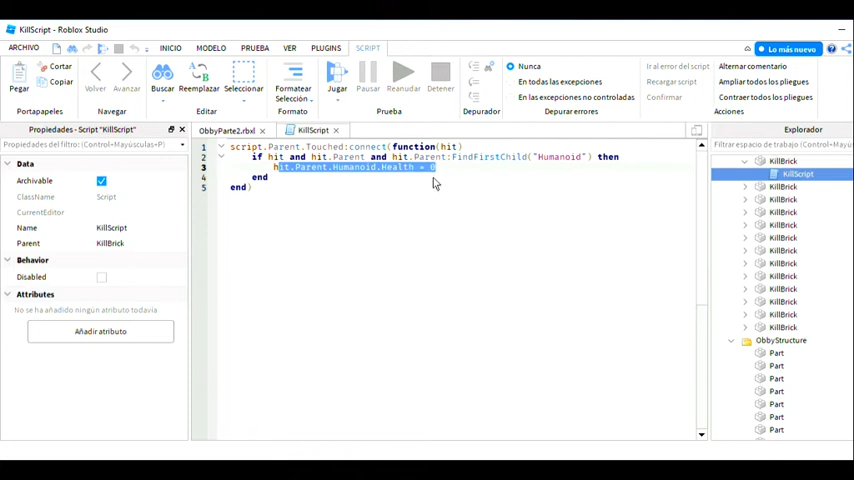 KillScript - Roblox Studio
ARCHIVO
INICIO
MODELO
PRUEBA
VER
PLUGINS
SCRIPT
Lo más nuevo
Pegar
Cortar
Copiar
Portapapeles
Volver
Avanzar
Navegar
Buscar
Reemplazar
Seleccionar
Editar
Formatear
Selección
Formato
Jugar
Pausar
Reanudar
Detener
Prueba
Depurador
Nunca
En todas las excepciones
En las excepciones no controladas
Depurar errores
Ir al error del script
Recargar script
Confirmar
Alternar comentario
Ampliar todos los pliegues
Contraer todos los pliegues
Acciones
Propiedades - Script "KillScript"
Propiedades del filtro: (Control+Mayúsculas+P)
Data
Archivable
ClassName Script
CurrentEditor
Name KillScript
Parent KillBrick
Behavior
Disabled
Attributes
No se ha añadido ningun atributo todavía
Añadir atributo
ObbyParte2.rbxl
KillScript
1 script.Parent.Touched:connect(function(hit)
2 if hit and hit.Parent and hit.Parent:FindFirstChild("Humanoid") then
3 hit.Parent.Humanoid.Health = 0
4 end
5 end)
Explorador
Filtrar espacio de trabajo (Control+Mayús
KillBrick
KillScript
KillBrick
KillBrick
KillBrick
KillBrick
KillBrick
KillBrick
KillBrick
KillBrick
KillBrick
KillBrick
KillBrick
KillBrick
ObbyStructure
Part
Part
Part
Part
Part
Part
Part